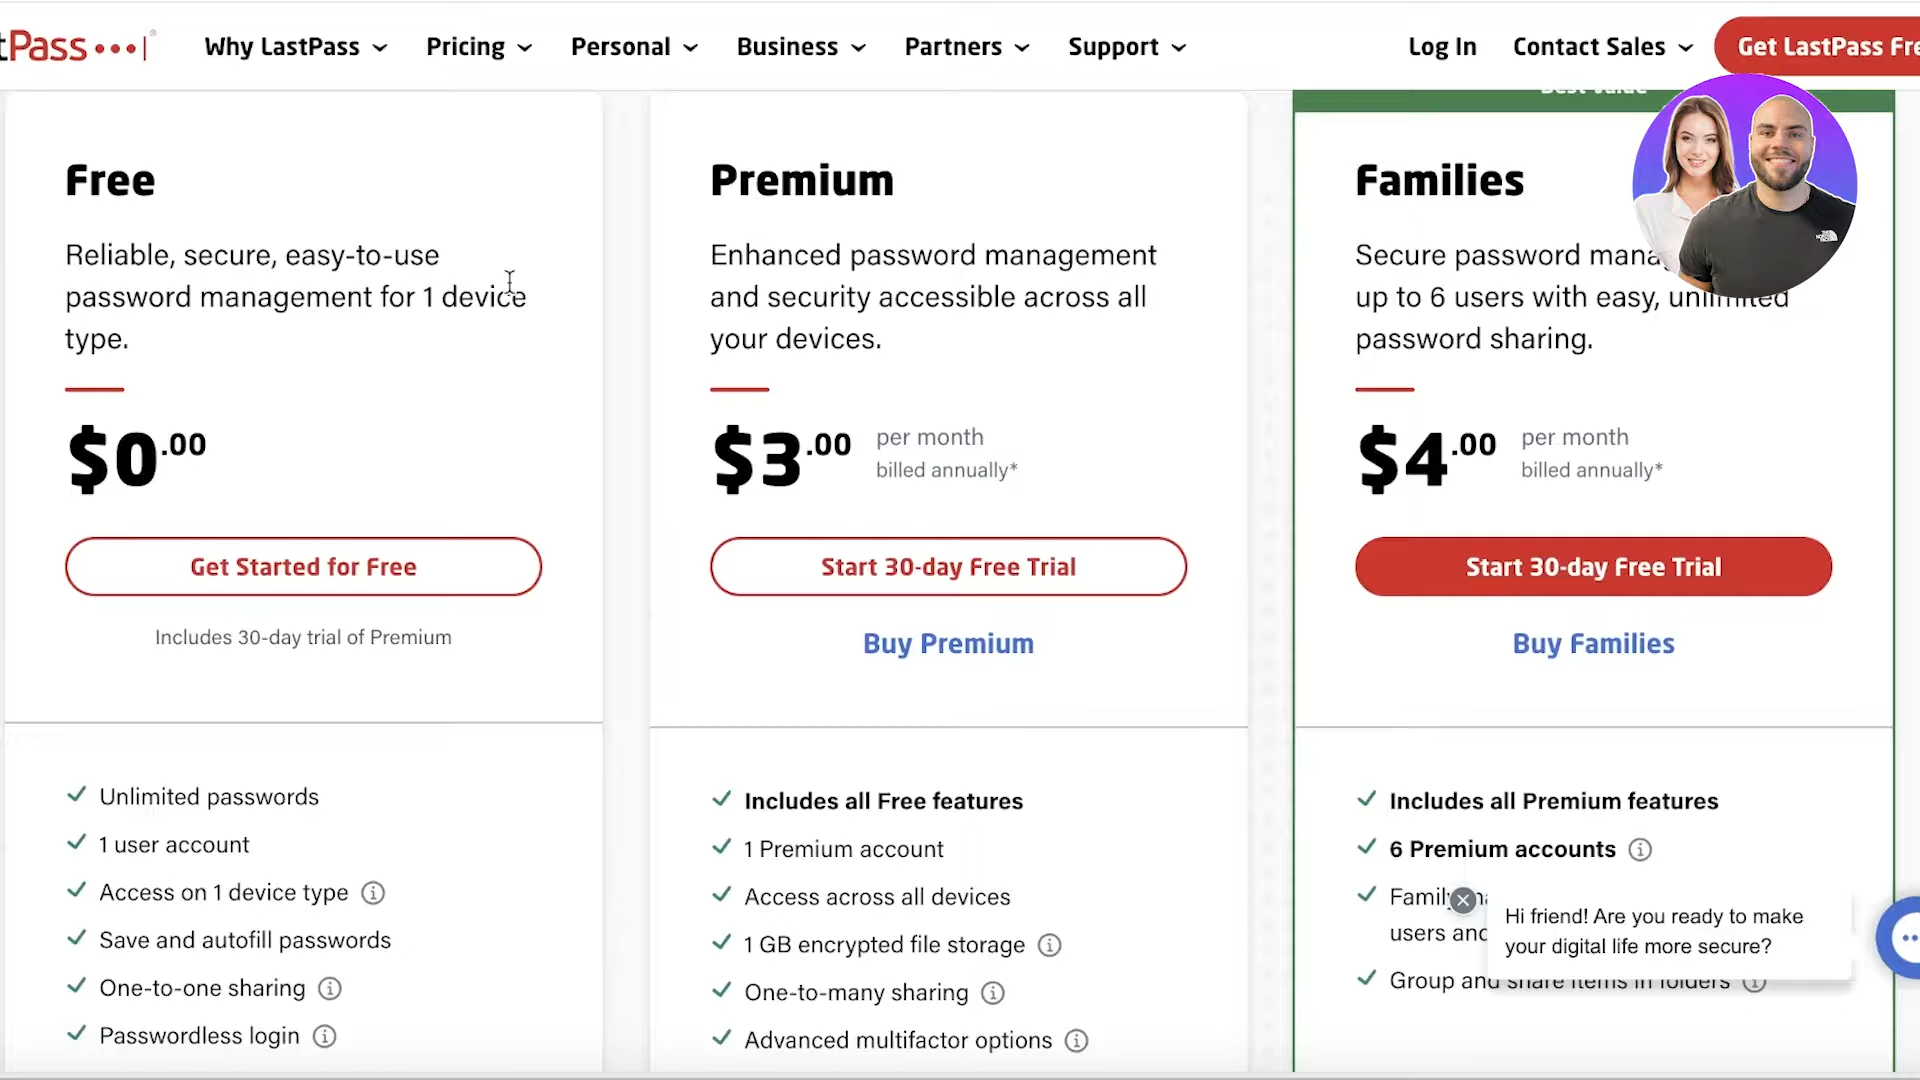 tPass
Why LastPass
Pricing
Personal
Business
Partners
Support
Log In
Contact Sales
Get LastPass Fre
Best Value
Free
Reliable, secure, easy-to-use
password management for 1 device
type.
$0.00
Get Started for Free
Includes 30-day trial of Premium
Unlimited passwords
1 user account
Access on 1 device type
Save and autofill passwords
One-to-one sharing
Passwordless login
Premium
Enhanced password management
and security accessible across all
your devices.
$3.00 per month
billed annually*
Start 30-day Free Trial
Buy Premium
Includes all Free features
1 Premium account
Access across all devices
1 GB encrypted file storage
One-to-many sharing
Advanced multifactor options
Families
Secure password mana
up to 6 users with easy, unlimited
password sharing.
$4.00 per month
billed annually*
Start 30-day Free Trial
Buy Families
Includes all Premium features
6 Premium accounts
Family
users and
Group and share items in folders
Hi friend! Are you ready to make
your digital life more secure?